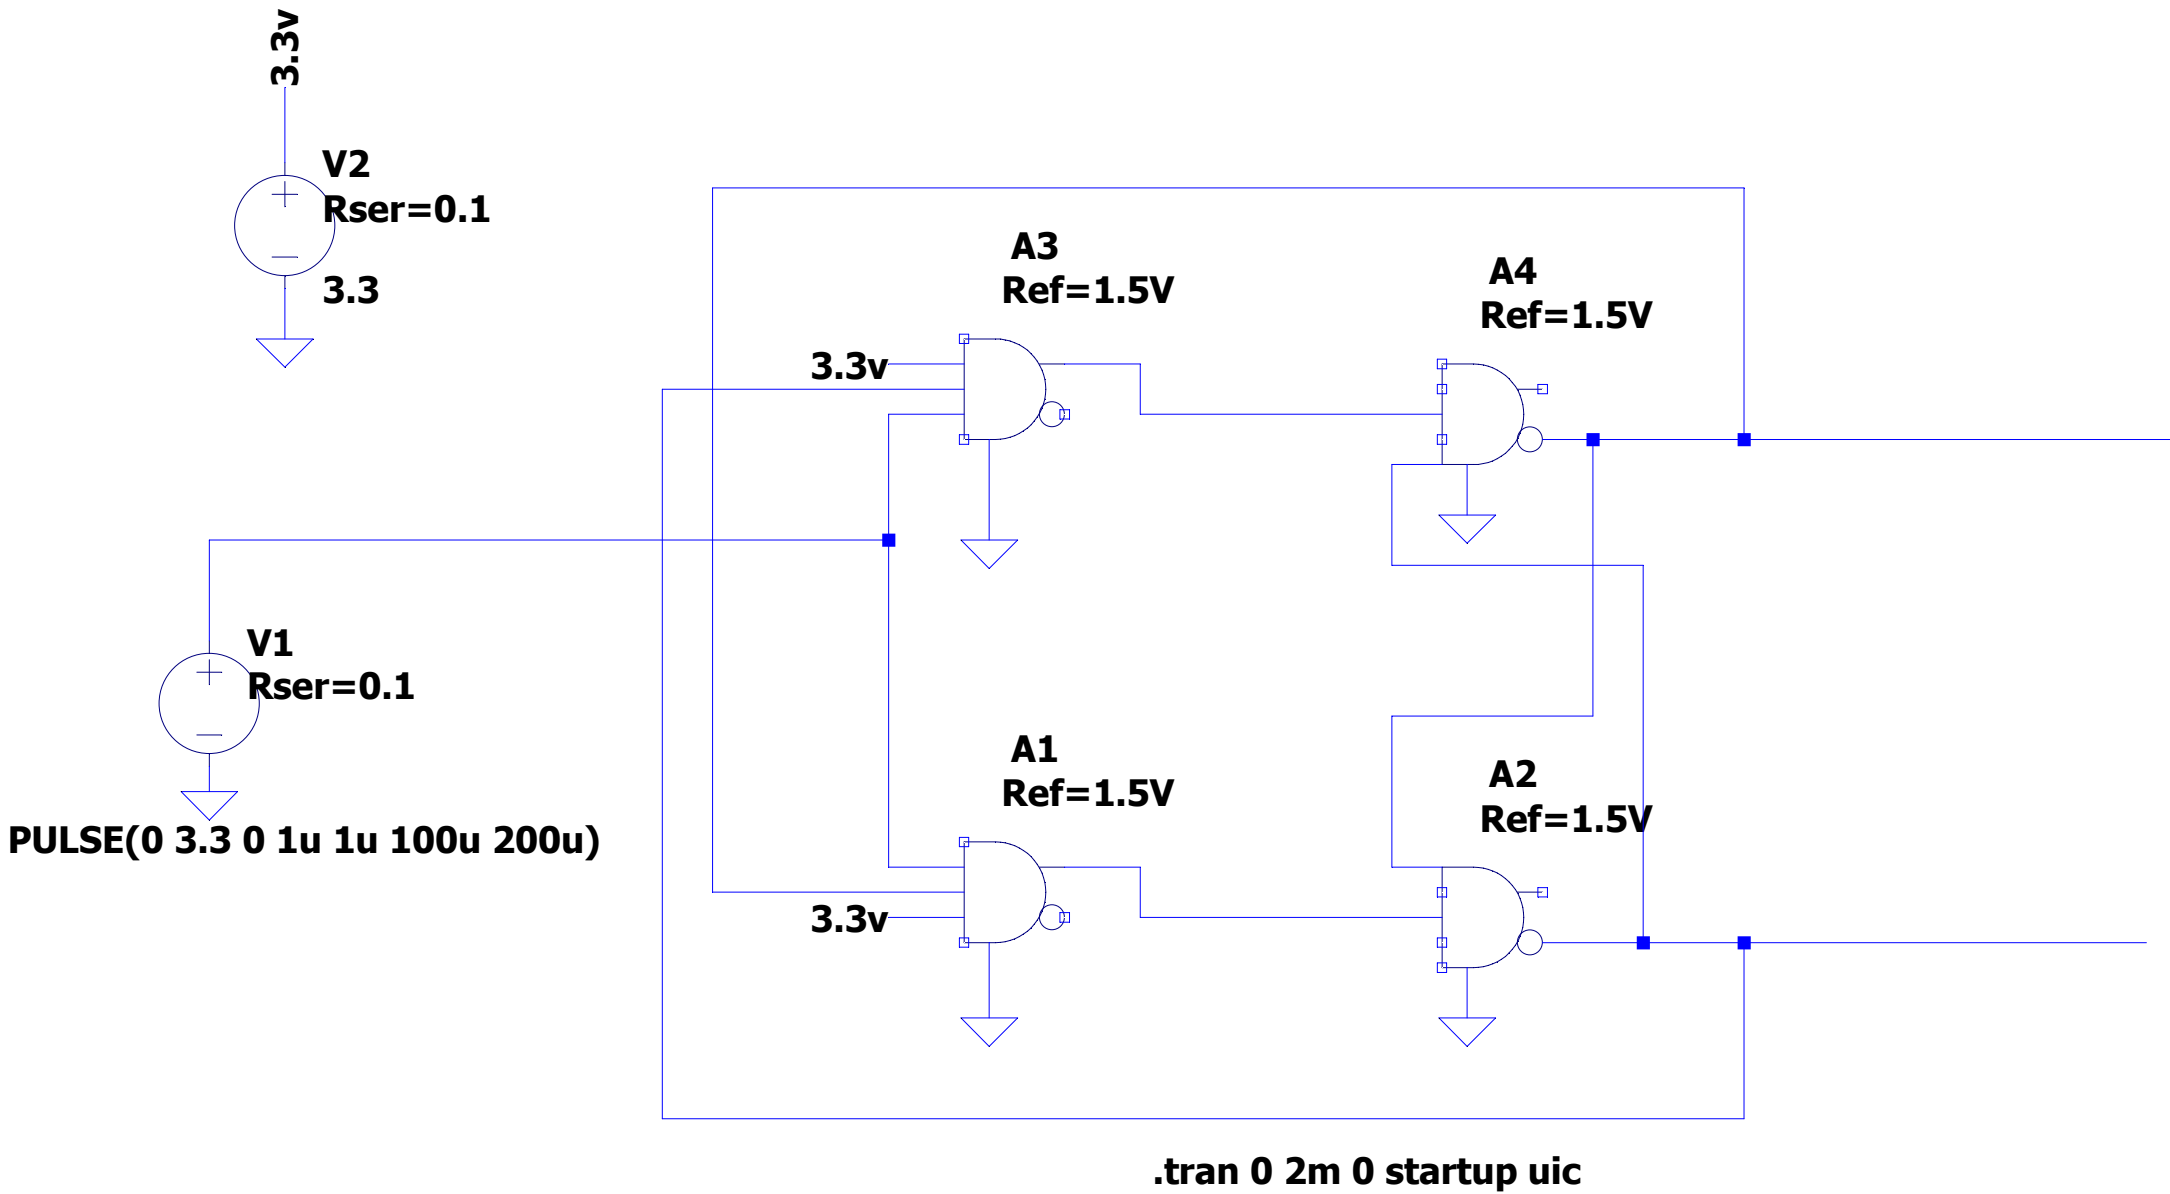 3.3v
V2
Rser=0.1
3.3
A3
Ref=1.5V
A4
Ref=1.5V
3.3v
V1
Rser=0.1
PULSE(0 3.3 0 1u 1u 100u 200u)
A1
Ref=1.5V
A2
Ref=1.5V
3.3v
.tran 0 2m 0 startup uic